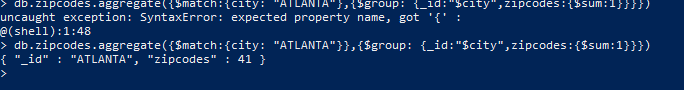 > db.zipcodes.aggregate({$match:{city: "ATLANTA"},{$group: {_id:"$city",zipcodes:{$sum:1}}}})
uncaught exception: SyntaxError: expected property name, got '{' :
@(shell):1:48
> db.zipcodes.aggregate({$match:{city: "ATLANTA"}},{$group: {_id:"$city",zipcodes:{$sum:1}}})
{ "_id" : "ATLANTA", "zipcodes" : 41 }
>